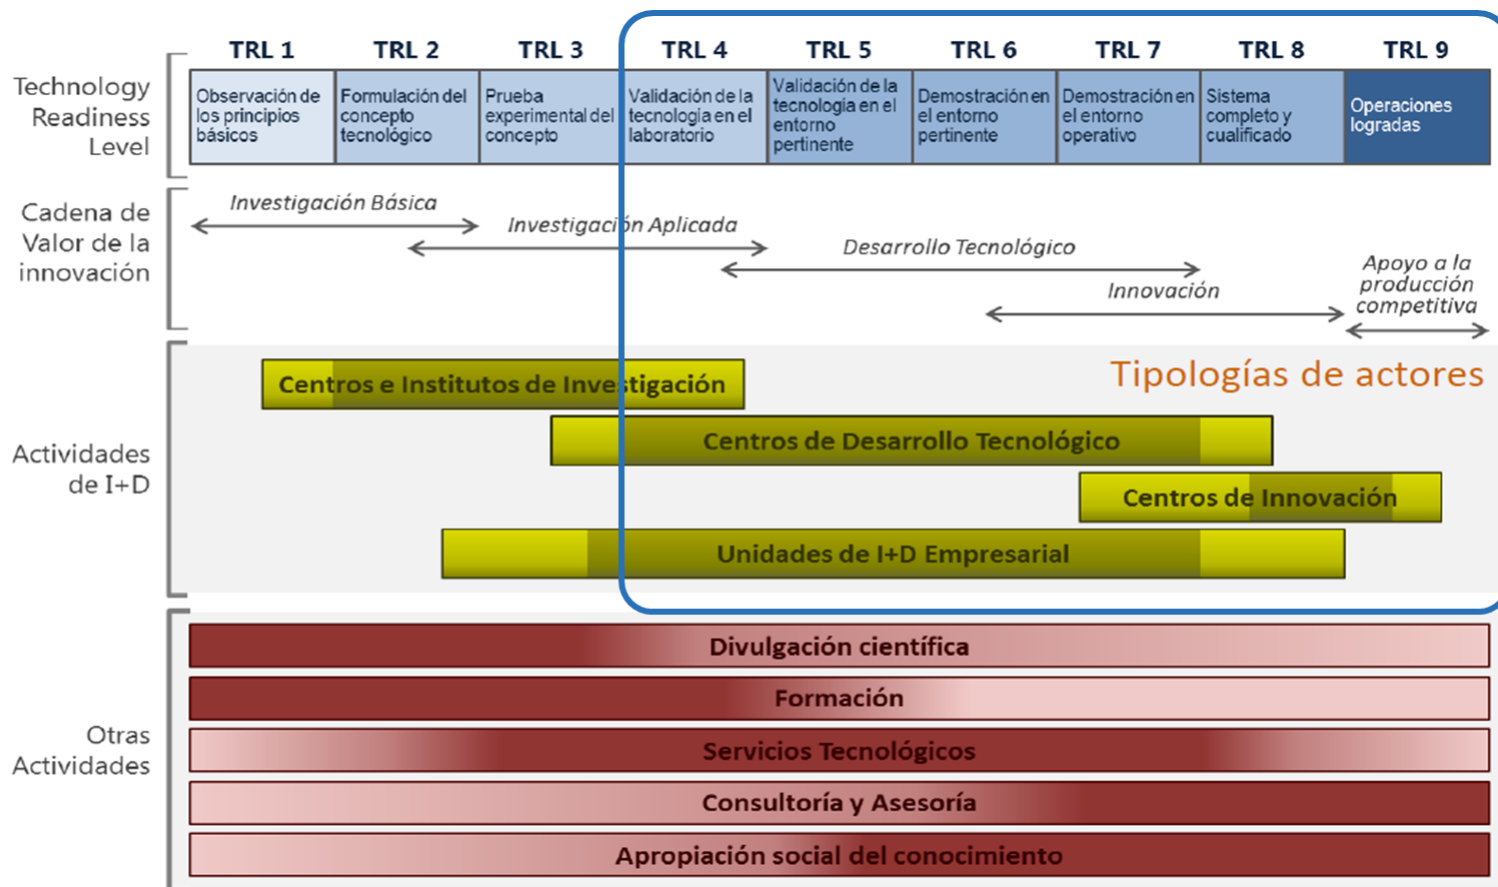 TRL 1
TRL 2
TRL 3
TRL 4
TRL 5
TRL 6
TRL 7
TRL 8
TRL 9
Technology
Readiness
Level
Observación de
los principios
básicos
Formulación del
concepto
tecnológico
Prueba
experimental del
concepto
Validación de la
tecnología en el
laboratorio
Validación de la
tecnología en el
entorno
pertinente
Demostración en
el entorno
pertinente
Demostración en
el entorno
operativo
Sistema
completo y
cualificado
Operaciones
logradas
Cadena de
Valor de la
innovación
Investigación Básica
Investigación Aplicada
Desarrollo Tecnológico
Innovación
Apoyo a la
producción
competitiva
Tipologías de actores
Actividades
de I+D
Centros e Institutos de Investigación
Centros de Desarrollo Tecnológico
Centros de Innovación
Unidades de I+D Empresarial
Otras
Actividades
Divulgación científica
Formación
Servicios Tecnológicos
Consultoría y Asesoría
Apropiación social del conocimiento